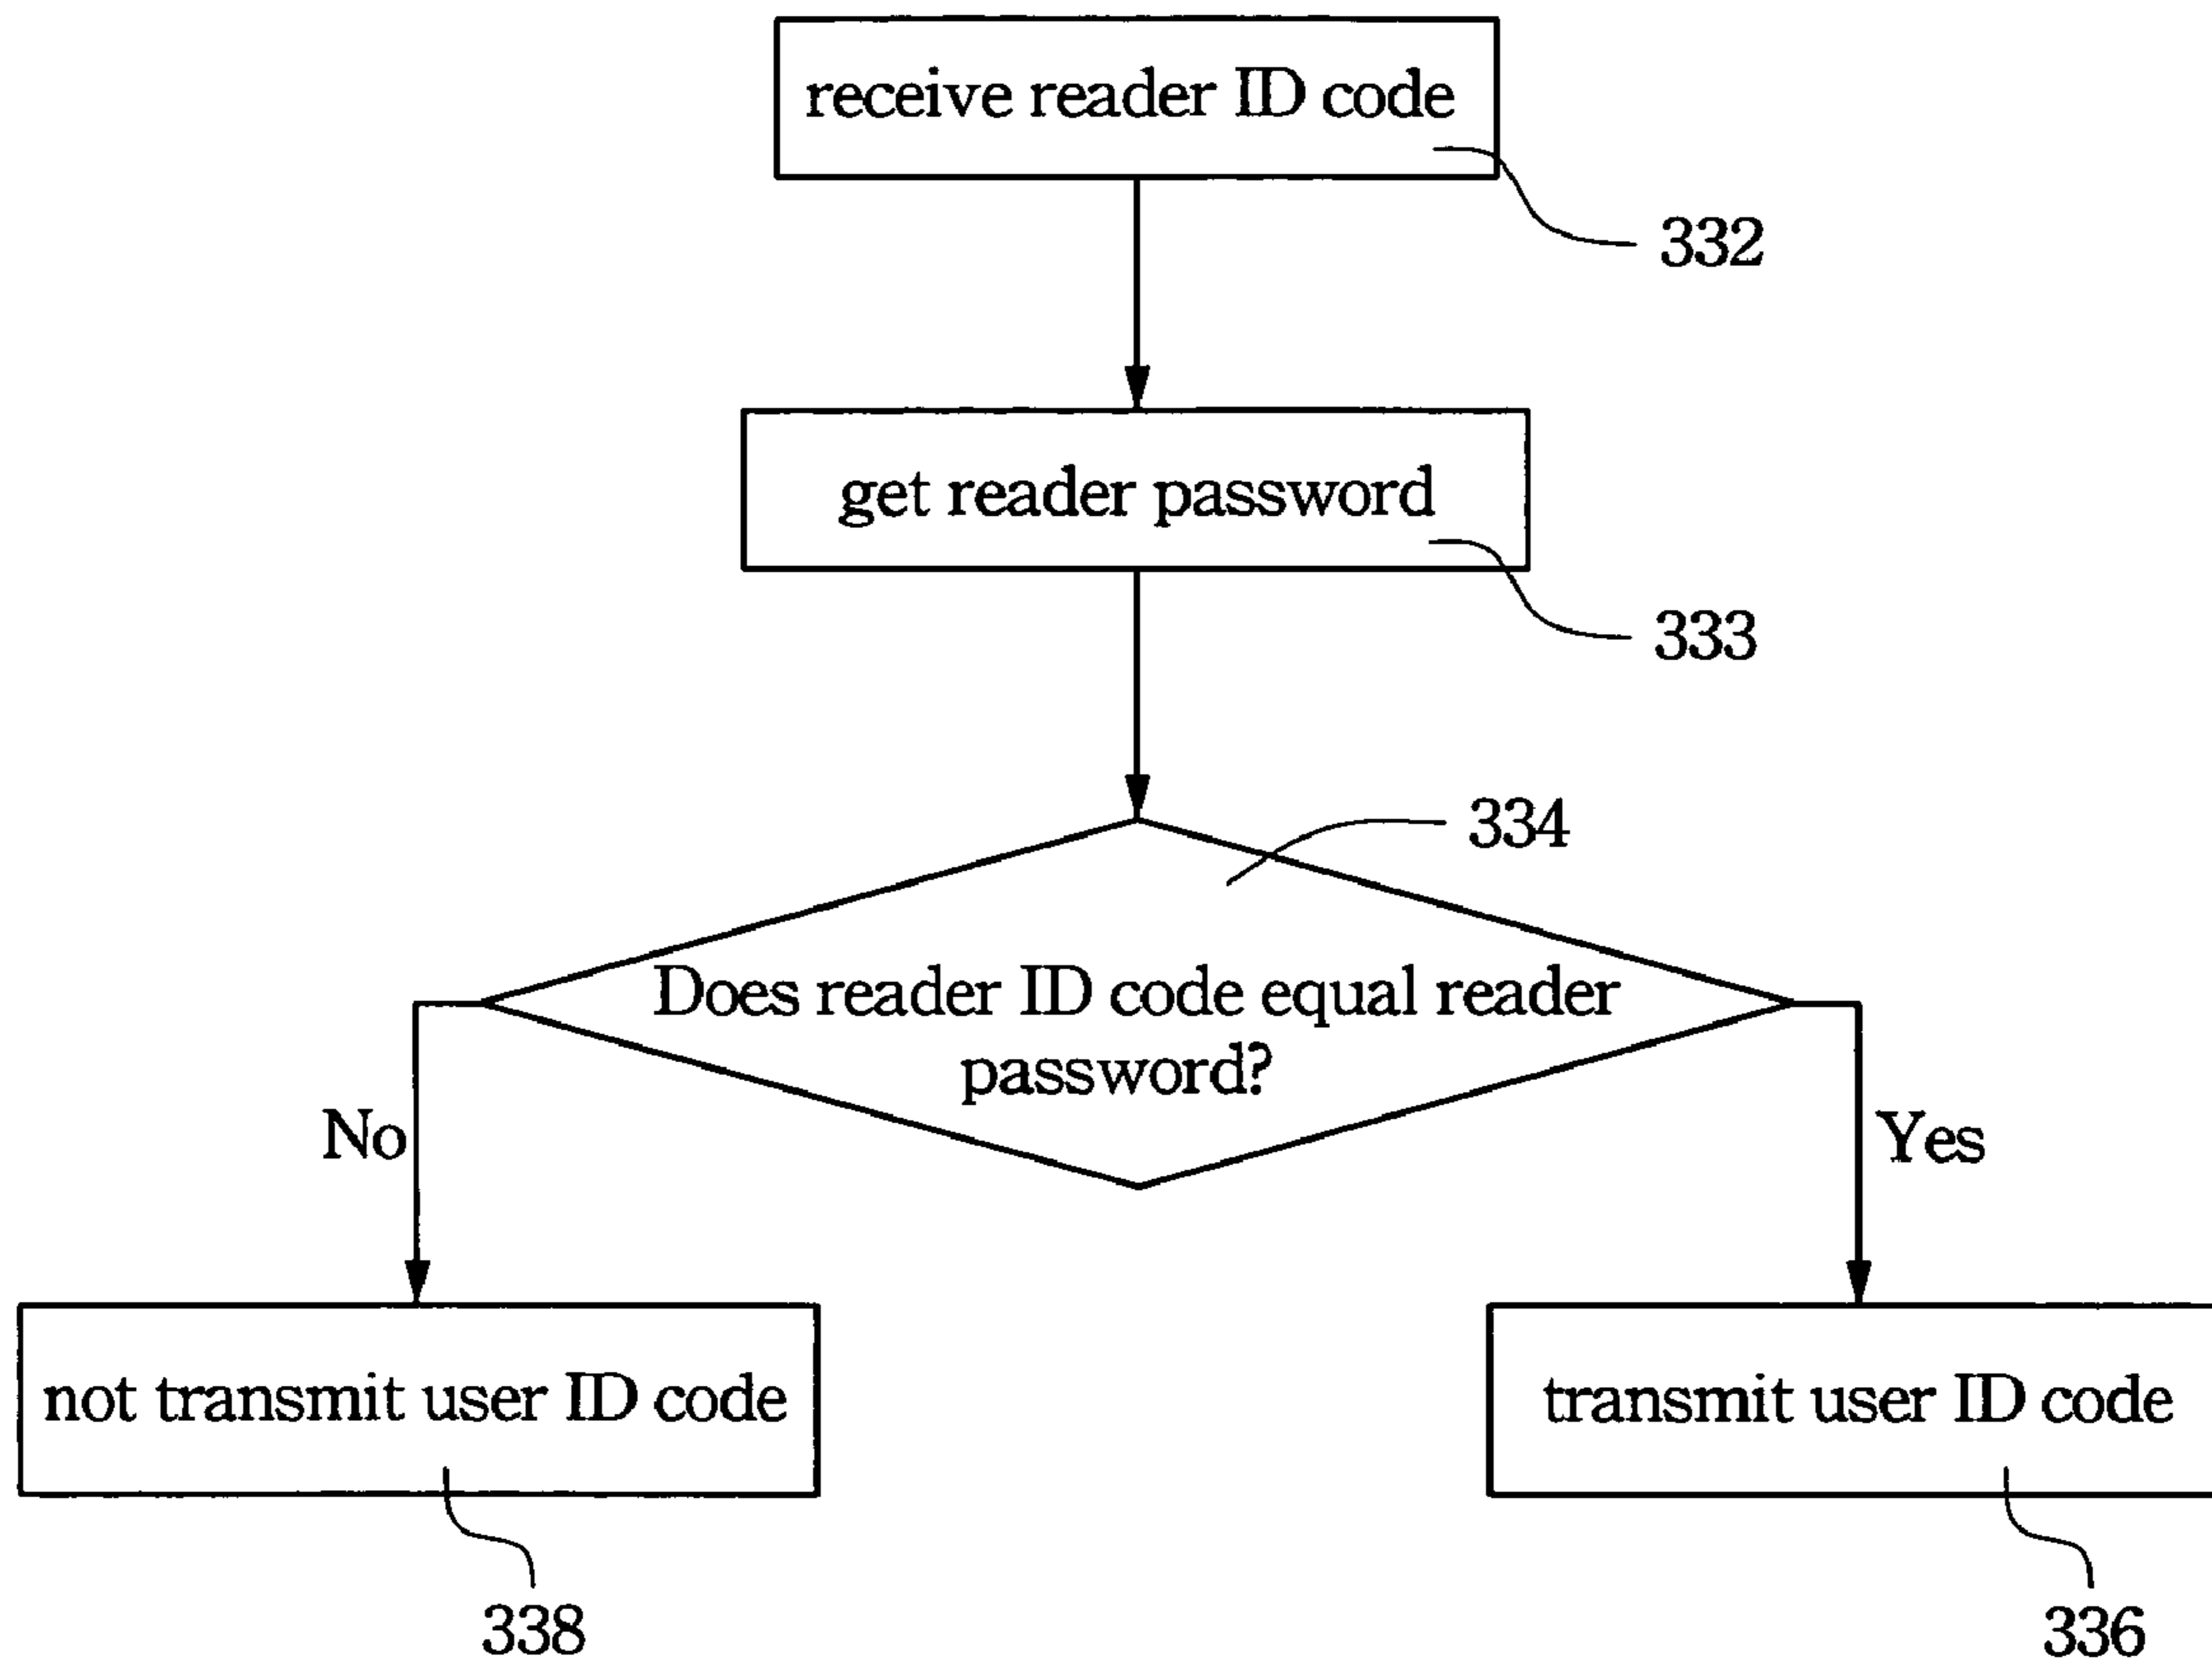 receive reader ID code
332
get reader password
333
334
Does reader ID code equal reader
password?
No
Yes
not transmit user ID code
transmit user ID code
338
336